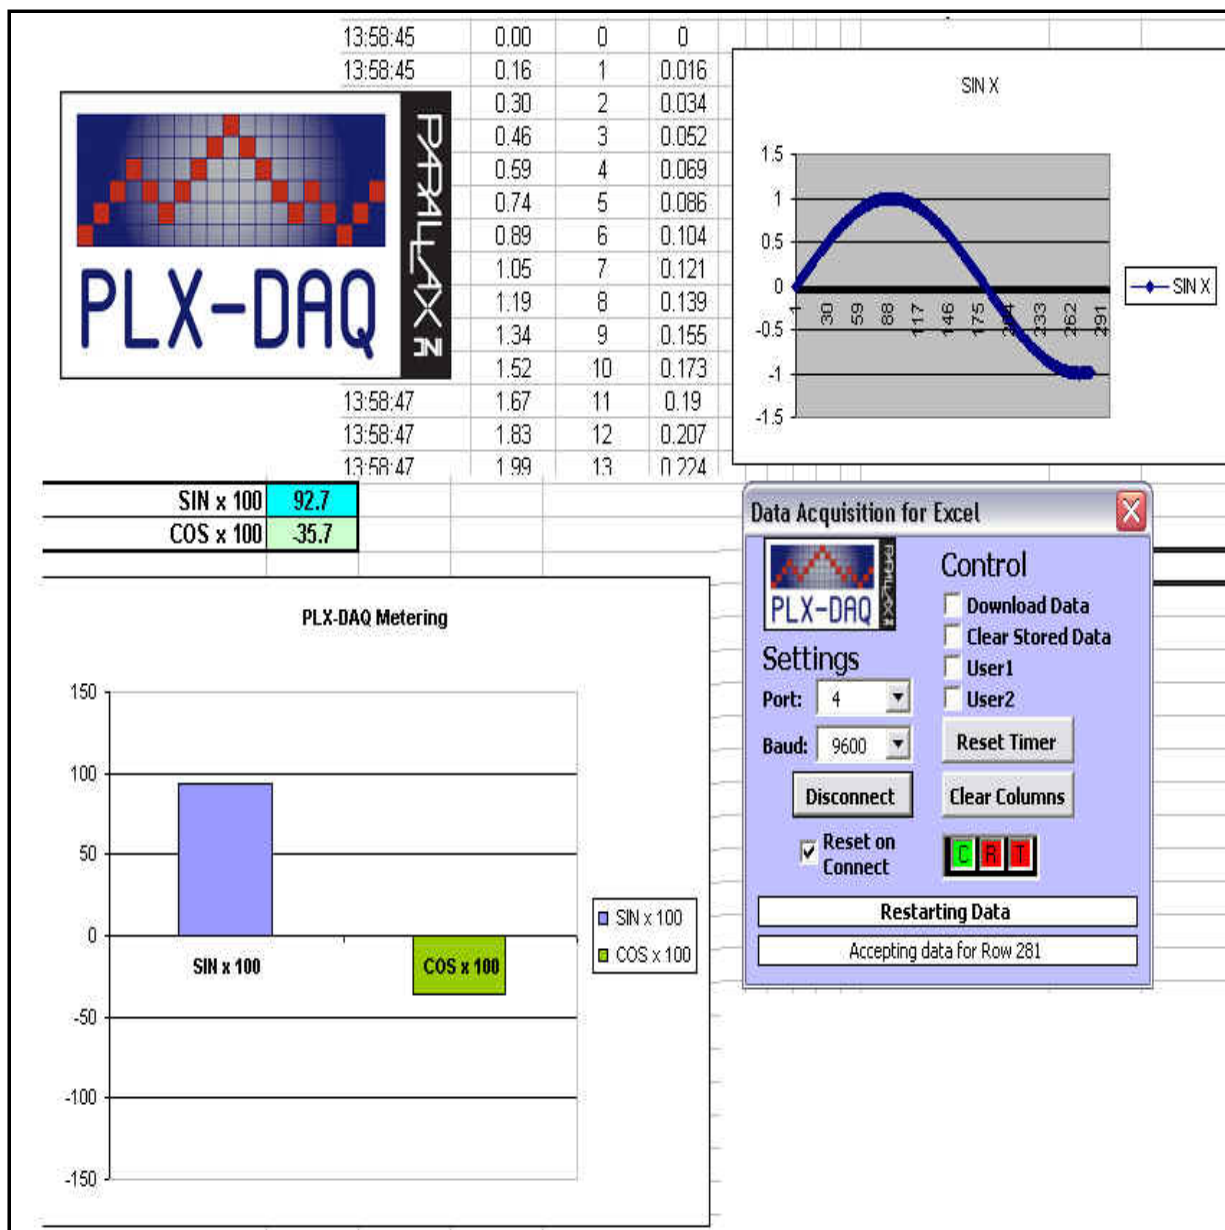 13:58:45 0.00 0 0
13:58:45 0.16 1 0.016
0.30 2 0.034
0.46 3 0.052
0.59 4 0.069
0.74 5 0.086
0.89 6 0.104
1.05 7 0.121
1.19 8 0.139
1.34 9 0.155
1.52 10 0.173
13:58:47 1.67 11 0.19
13:58:47 1.83 12 0.207
13:58:47 1.99 13 0.224
PLX-DAQ
PARALLAX
SIN X
1.5
1
0.5
0
-0.5
-1
-1.5
1 30 59 88 117 146 175 204 233 262 291
SIN X
SIN x 100 92.7
COS x 100 -35.7
PLX-DAQ Metering
150
100
50
0
-50
-100
-150
SIN x 100
COS x 100
SIN x 100
COS x 100
Data Acquisition for Excel
PLX-DAQ
PARALLAX
Control
Download Data
Clear Stored Data
User1
User2
Settings
Port: 4
Baud: 9600
Reset Timer
Disconnect
Clear Columns
Reset on
Connect
C R T
Restarting Data
Accepting data for Row 281